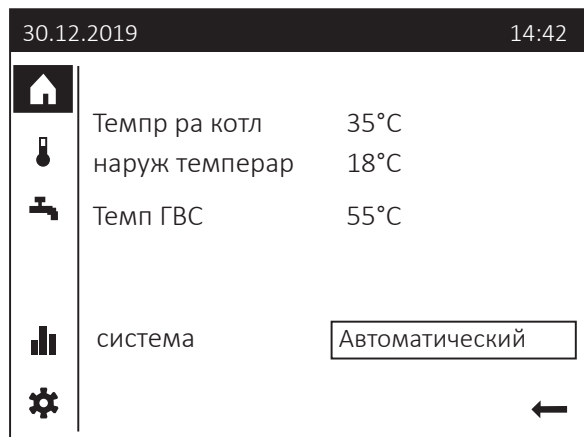 30.12.2019 14:42
Темпр ра котл 35°C
наруж темперар 18°C
Темп ГВС 55°C
система Автоматический